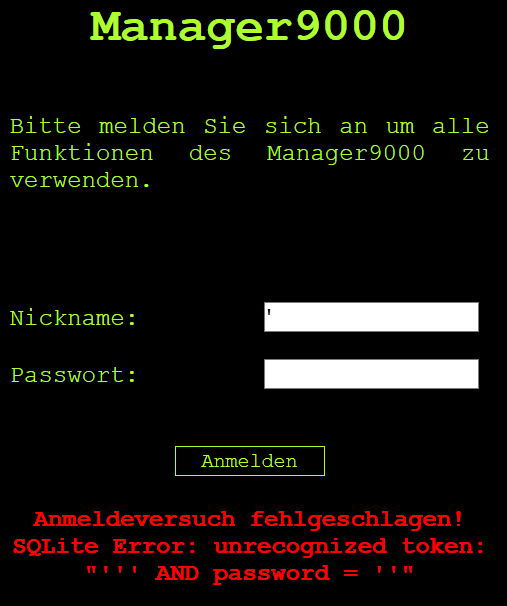 Manager9000
Bitte melden Sie sich an um alle
Funktionen des Manager9000 zu
verwenden.
Nickname: '
Passwort:
Anmelden
Anmeldeversuch fehlgeschlagen!
SQLite Error: unrecognized token:
"''' AND password = ''"